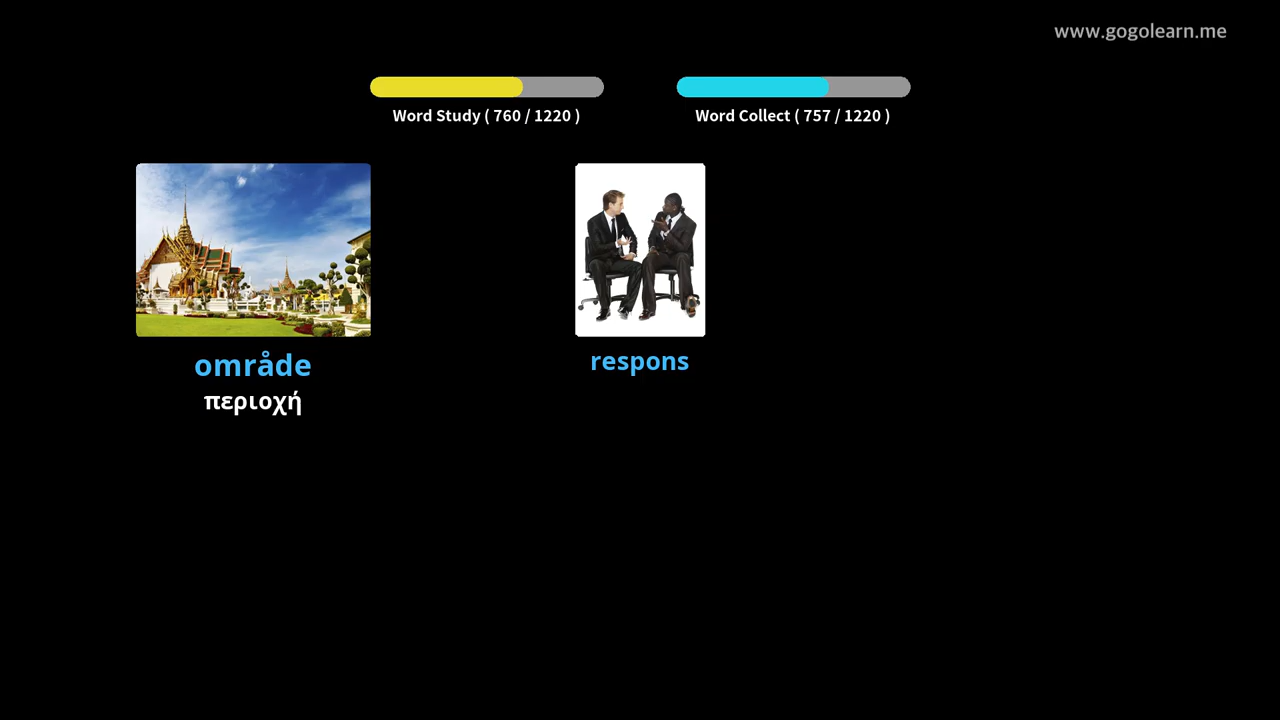 www.gogolearn.me
Word Study ( 760 / 1220 )
Word Collect ( 757 / 1220 )
område
περιοχή
respons